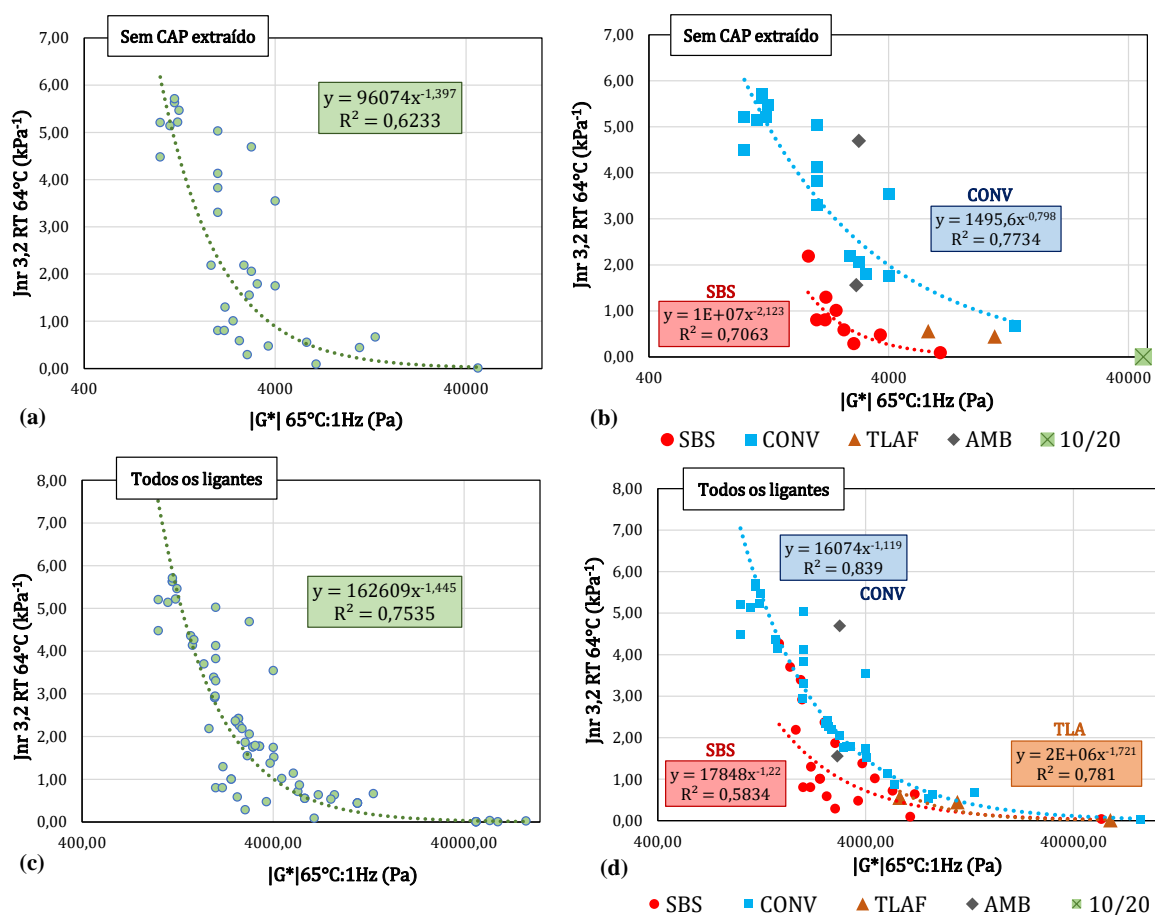 Sem CAP extraído
7,00
6,00
5,00
4,00
3,00
2,00
1,00
0,00
Jnr 3,2 RT 64°C (kPa⁻¹)
y = 96074x⁻¹,³⁹⁷
R² = 0,6233
400
4000
40000
|G*| 65°C:1Hz (Pa)
(a)
Sem CAP extraído
7,00
6,00
5,00
4,00
3,00
2,00
1,00
0,00
Jnr 3,2 RT 64°C (kPa⁻¹)
CONV
y = 1495,6x⁻⁰,⁷⁹⁸
R² = 0,7734
SBS
y = 1E+07x⁻²,¹²³
R² = 0,7063
400
4000
40000
|G*| 65°C:1Hz (Pa)
(b)
SBS CONV TLAF AMB 10/20
Todos os ligantes
8,00
7,00
6,00
5,00
4,00
3,00
2,00
1,00
0,00
Jnr 3,2 RT 64°C (kPa⁻¹)
y = 162609x⁻¹,⁴⁴⁵
R² = 0,7535
400,00
4000,00
40000,00
|G*|65°C:1Hz (Pa)
(c)
Todos os ligantes
8,00
7,00
6,00
5,00
4,00
3,00
2,00
1,00
0,00
Jnr 3,2 RT 64°C (kPa⁻¹)
y = 16074x⁻¹,¹¹⁹
R² = 0,839
CONV
SBS
y = 17848x⁻¹,²²
R² = 0,5834
TLA
y = 2E+06x⁻¹,⁷²¹
R² = 0,781
400,00
4000,00
40000,00
|G*|65°C:1Hz (Pa)
(d)
SBS CONV TLAF AMB 10/20